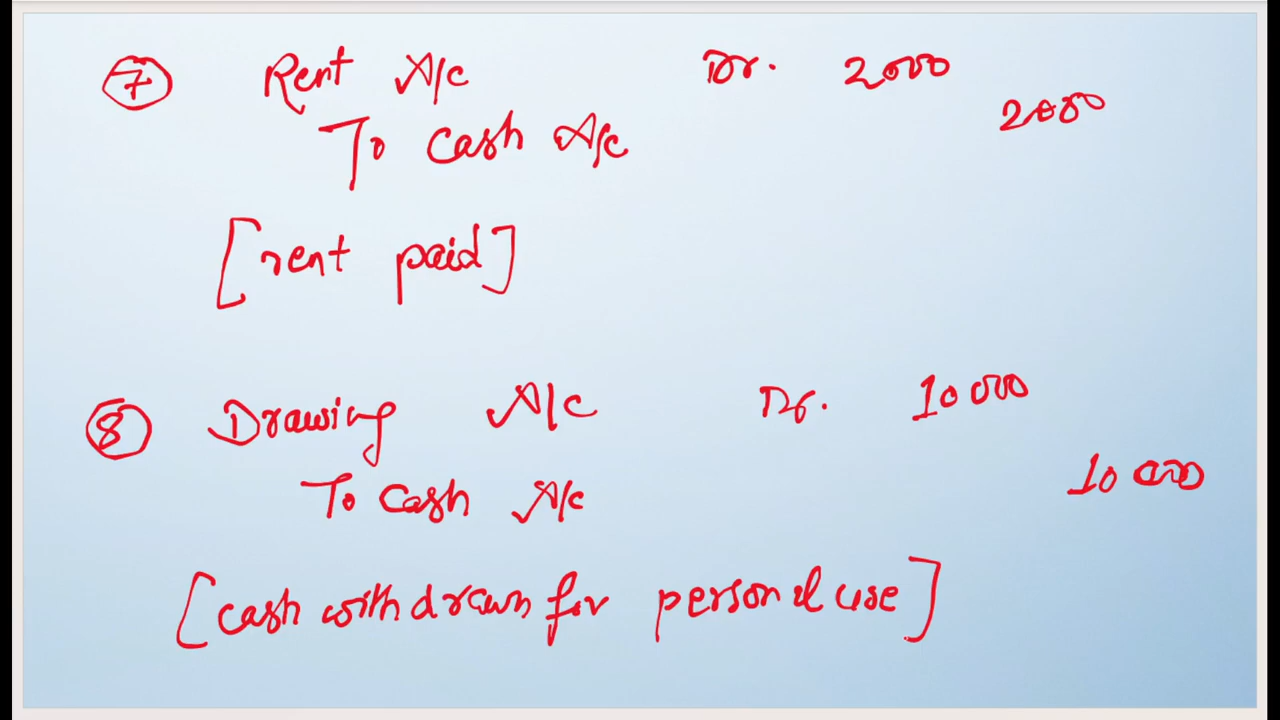 7 Rent A/c Dr. 2000
To cash A/c 2000
[rent paid]
8 Drawing A/c Dr. 10000
To Cash A/c 10000
[cash withdrawn for personal use]